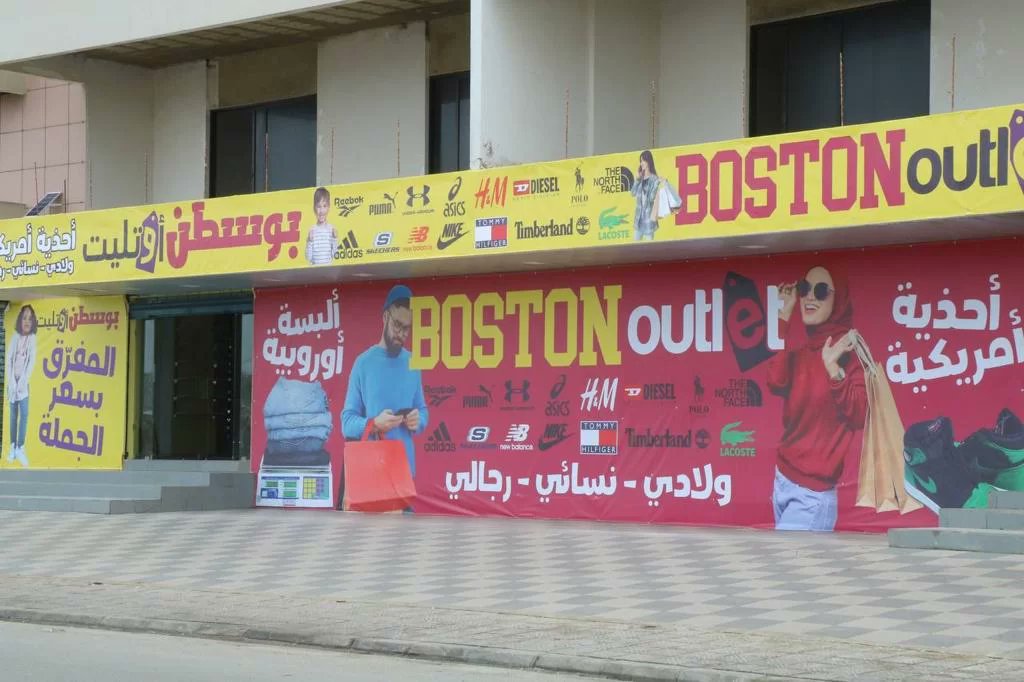 أحذية أمريك
ولادي - نسائي - رجا
بوسطن أوتليت
Reebok PUMA UNDER ARMOUR asics H&M DIESEL POLO THE NORTH FACE
adidas SKECHERS new balance NIKE TOMMY HILFIGER Timberland LACOSTE
BOSTON outl
بوسطن أوتليت
المفرّق
بسعر
الجملة
ألبسة
أوروبية
BOSTON outlet
Reebok PUMA UNDER ARMOUR asics H&M DIESEL POLO THE NORTH FACE
adidas SKECHERS new balance NIKE TOMMY HILFIGER Timberland LACOSTE
ولادي - نسائي - رجالي
أحذية
أمريكية